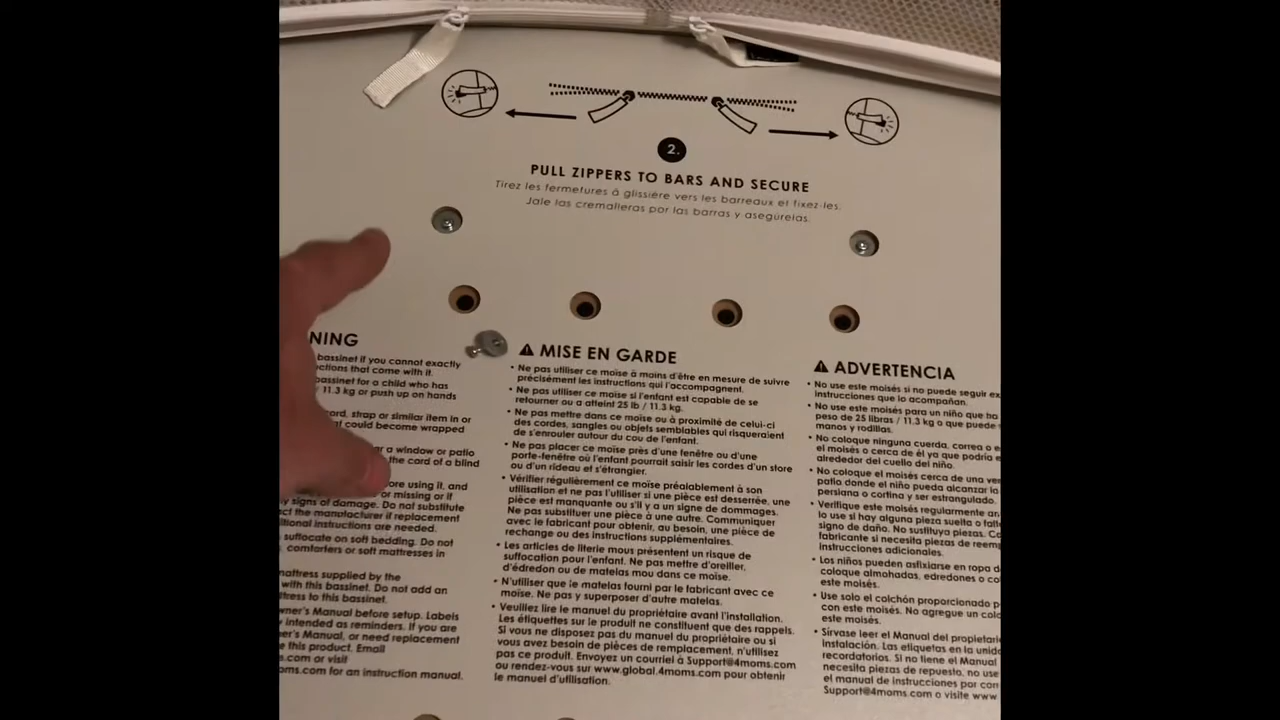 2.
PULL ZIPPERS TO BARS AND SECURE
Tirez les fermetures à glissière vers les barreaux et fixez-les.
Jale las cremalleras por las barras y asegúrelas.
NING
bassinet if you cannot exactly
ctions that come with it.
bassinet for a child who has
/ 11.3 kg or push up on hands
cord, strap or similar item in or
at could become wrapped
ar a window or patio
the cord of a blind
ore using it, and
or missing or if
y signs of damage. Do not substitute
ct the manufacturer if replacement
itional instructions are needed.
suffocate on soft bedding. Do not
, comforters or soft mattresses in
mattress supplied by the
with this bassinet. Do not add an
ttress to this bassinet.
wner's Manual before setup. Labels
intended as reminders. If you are
er's Manual, or need replacement
e this product. Email
s.com or visit
oms.com for an instruction manual.
⚠ MISE EN GARDE
• Ne pas utiliser ce moïse à moins d'être en mesure de suivre
précisément les instructions qui l'accompagnent.
• Ne pas utiliser ce moïse si l'enfant est capable de se
retourner ou a atteint 25 lb / 11.3 kg.
• Ne pas mettre dans ce moïse ou à proximité de celui-ci
des cordes, sangles ou objets semblables qui risqueraient
de s'enrouler autour du cou de l'enfant.
• Ne pas placer ce moïse près d'une fenêtre ou d'une
porte-fenêtre où l'enfant pourrait saisir les cordes d'un store
ou d'un rideau et s'étrangler.
• Vérifier régulièrement ce moïse préalablement à son
utilisation et ne pas l'utiliser si une pièce est desserrée, une
pièce est manquante ou s'il y a un signe de dommages.
Ne pas substituer une pièce à une autre. Communiquer
avec le fabricant pour obtenir, au besoin, une pièce de
rechange ou des instructions supplémentaires.
• Les articles de literie mous présentent un risque de
suffocation pour l'enfant. Ne pas mettre d'oreiller,
d'édredon ou de matelas mou dans ce moïse.
• N'utiliser que le matelas fourni par le fabricant avec ce
moïse. Ne pas y superposer d'autre matelas.
• Veuillez lire le manuel du propriétaire avant l'installation.
Les étiquettes sur le produit ne constituent que des rappels.
Si vous ne disposez pas du manuel du propriétaire ou si
vous avez besoin de pièces de remplacement, n'utilisez
pas ce produit. Envoyez un courriel à Support@4moms.com
ou rendez-vous sur www.global.4moms.com pour obtenir
le manuel d'utilisation.
⚠ ADVERTENCIA
• No use este moisés si no puede seguir ex
instrucciones que lo acompañan.
• No use este moisés para un niño que ha
peso de 25 libras / 11.3 kg o que puede
manos y rodillas.
• No coloque ninguna cuerda, correa o
el moisés o cerca de él ya que podría e
alrededor del cuello del niño.
• No coloque el moisés cerca de una ve
patio donde el niño pueda alcanzar la
persiana o cortina y ser estrangulado.
• Verifique este moisés regularmente an
lo use si hay alguna pieza suelta o falt
signo de daño. No sustituya piezas. Co
fabricante si necesita piezas de reem
instrucciones adicionales.
• Los niños pueden asfixiarse en ropa d
coloque almohadas, edredones o co
este moisés.
• Use solo el colchón proporcionado p
con este moisés. No agregue un colc
este moisés.
• Sírvase leer el Manual del propietari
instalación. Las etiquetas en la unid
recordatorios. Si no tiene el Manual
necesita piezas de repuesto, no use
el manual de instrucciones por corr
Support@4moms.com o visite www